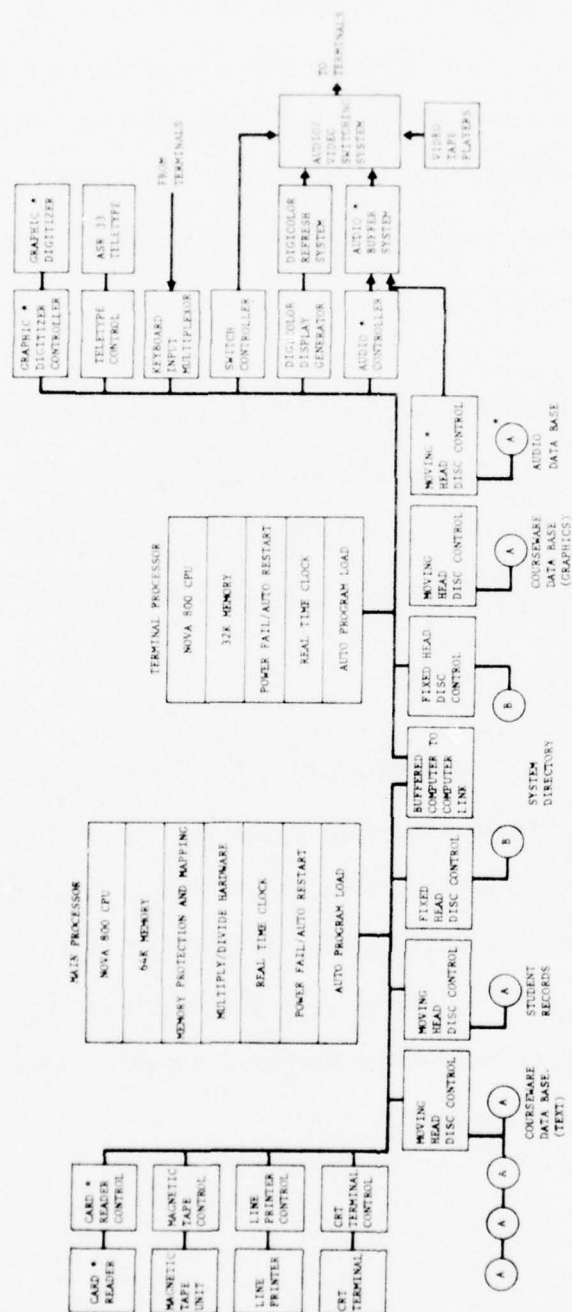 CARD *
READER
CARD *
READER
CONTROL
MAGNETIC
TAPE
UNIT
MAGNETIC
TAPE
CONTROL
LINE
PRINTER
LINE
PRINTER
CONTROL
CRT
TERMINAL
CRT
TERMINAL
CONTROL
MAIN PROCESSOR
NOVA 800 CPU
64K MEMORY
MEMORY PROTECTION AND MAPPING
MULTIPLY/DIVIDE HARDWARE
REAL TIME CLOCK
POWER FAIL/AUTO RESTART
AUTO PROGRAM LOAD
TERMINAL PROCESSOR
NOVA 800 CPU
32K MEMORY
POWER FAIL/AUTO RESTART
REAL TIME CLOCK
AUTO PROGRAM LOAD
GRAPHIC *
DIGITIZER
CONTROLLER
GRAPHIC *
DIGITIZER
TELETYPE
CONTROL
ASR 33
TELETYPE
KEYBOARD
INPUT
MULTIPLEXOR
FROM
TERMINALS
SWITCH
CONTROLLER
DIGICOLOR
DISPLAY
GENERATOR
DIGICOLOR
REFRESH
SYSTEM
AUDIO *
CONTROLLER
AUDIO *
BUFFER
SYSTEM
AUDIO/
VIDEO
SWITCHING
SYSTEM
TO
TERMINALS
VIDEO
TAPE
PLAYERS
MOVING
HEAD
DISC CONTROL
A
A
A
A
A
COURSEWARE
DATA BASE.
(TEXT)
MOVING
HEAD
DISC CONTROL
A
STUDENT
RECORDS
FIXED
HEAD
DISC CONTROL
B
BUFFERED
COMPUTER TO
COMPUTER
LINK
SYSTEM
DIRECTORY
FIXED HEAD
DISC
CONTROL
B
MOVING
HEAD
DISC CONTROL
A
COURSEWARE
DATA BASE
(GRAPHICS)
MOVING *
HEAD
DISC CONTROL
A *
AUDIO
DATA BASE